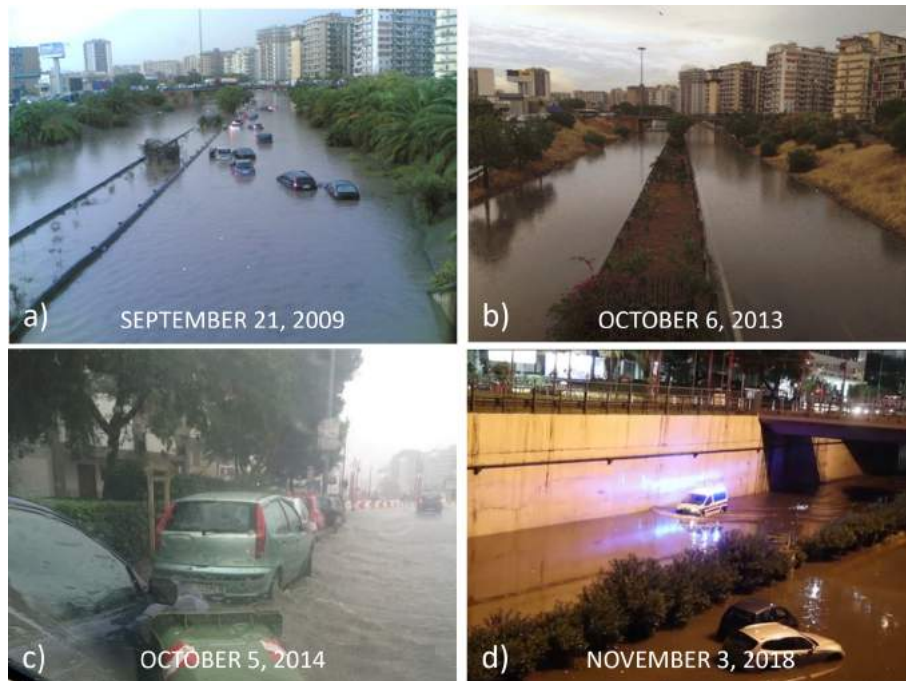 a) SEPTEMBER 21, 2009
b) OCTOBER 6, 2013
c) OCTOBER 5, 2014
d) NOVEMBER 3, 2018